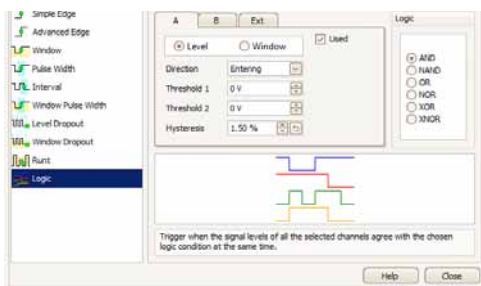 Simple Edge
Advanced Edge
Window
Pulse Width
Interval
Window Pulse Width
Level Dropout
Window Dropout
Runt
Logic
A B Ext
Level Window Used
Direction Entering
Threshold 1 0 V
Threshold 2 0 V
Hysteresis 1.50 %
Logic
AND
NAND
OR
NOR
XOR
XNOR
Trigger when the signal levels of all the selected channels agree with the chosen
logic condition at the same time.
Help Close